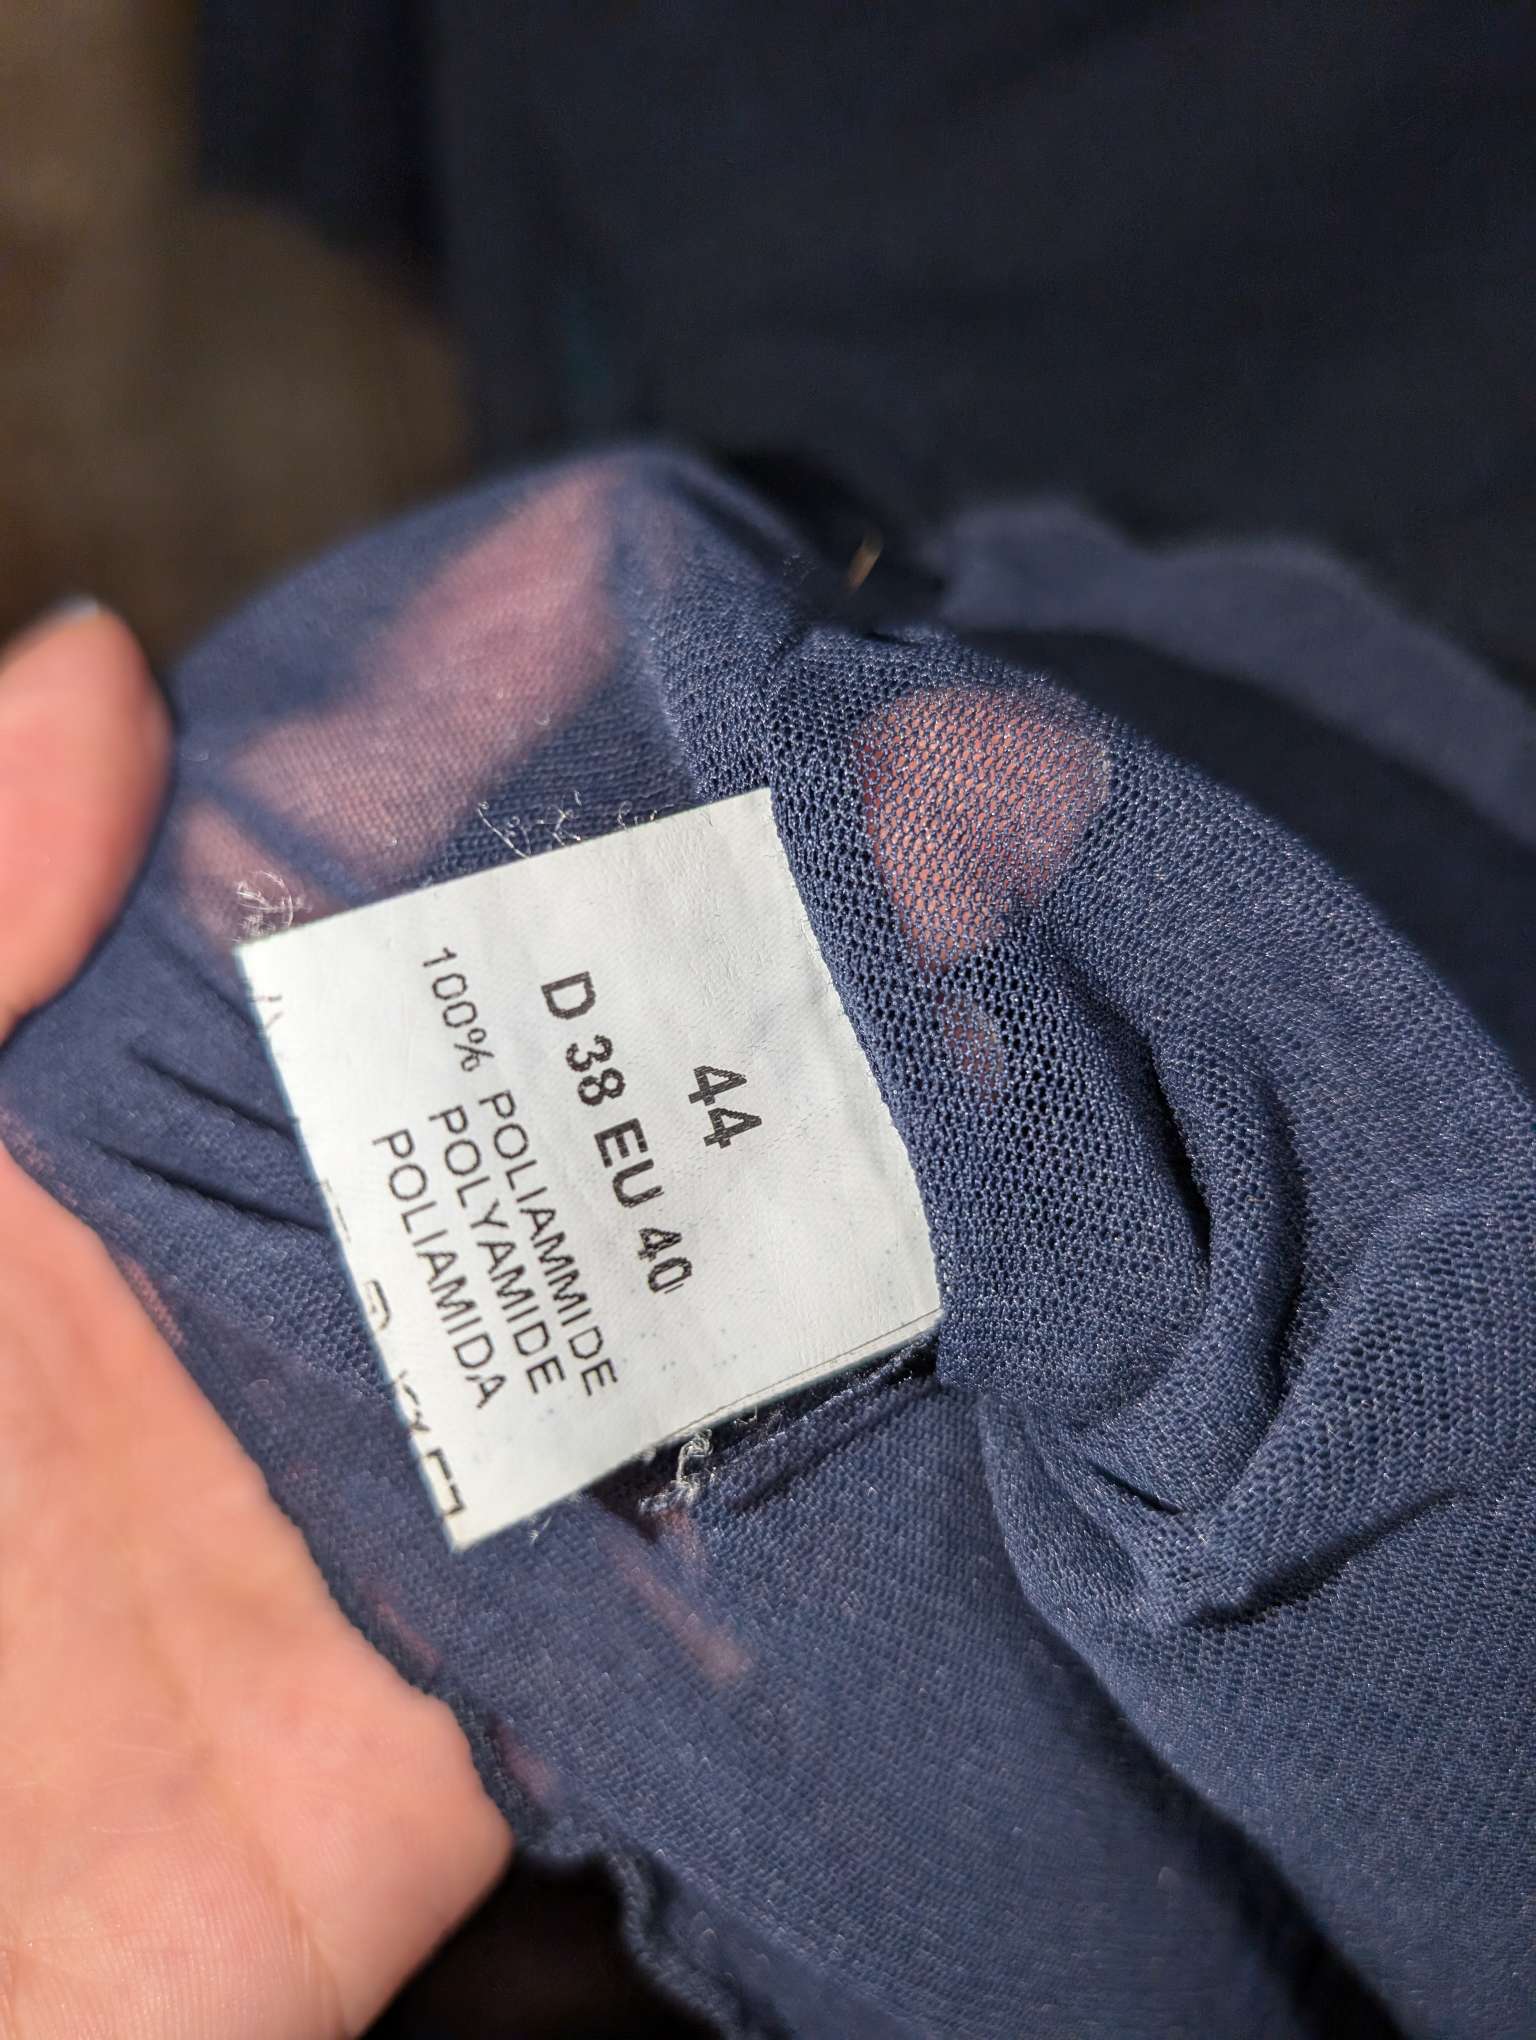 44
D 38 EU 40
100% POLIAMMIDE
POLYAMIDE
POLIAMIDA